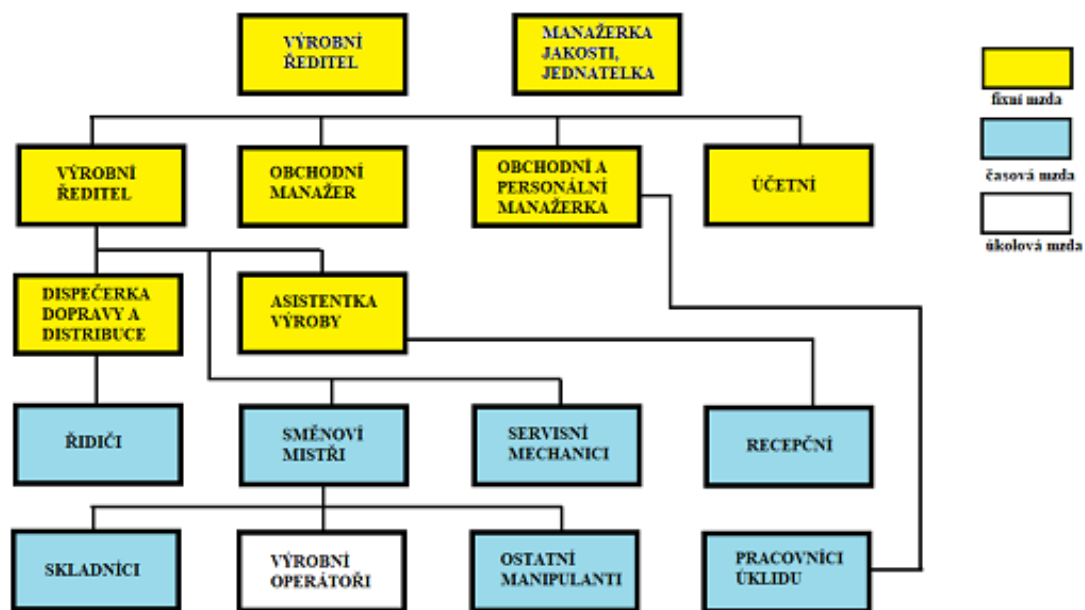 VÝROBNÍ
ŘEDITEL
MANAŽERKA
JAKOSTI,
JEDNATELKA
fixní mzda
časová mzda
úkolová mzda
VÝROBNÍ
ŘEDITEL
OBCHODNÍ
MANAŽER
OBCHODNÍ A
PERSONÁLNÍ
MANAŽERKA
ÚČETNÍ
DISPEČERKA
DOPRAVY A
DISTRIBUCE
ASISTENTKA
VÝROBY
ŘIDIČI
SMĚNOVÍ
MISTŘI
SERVISNÍ
MECHANICI
RECEPČNÍ
SKLADNÍCI
VÝROBNÍ
OPERÁTOŘI
OSTATNÍ
MANIPULANTI
PRACOVNÍCI
ÚKLIDU